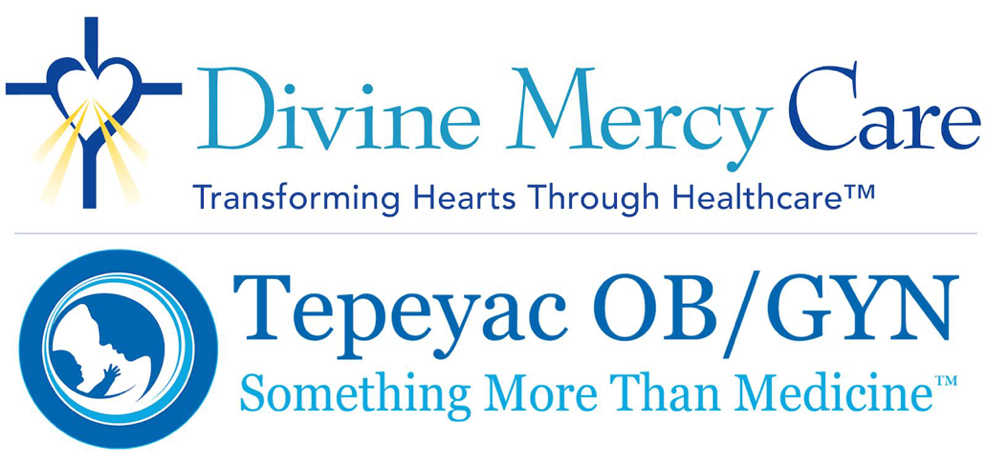 Divine Mercy Care
Transforming Hearts Through Healthcare™
Tepeyac OB/GYN
Something More Than Medicine™